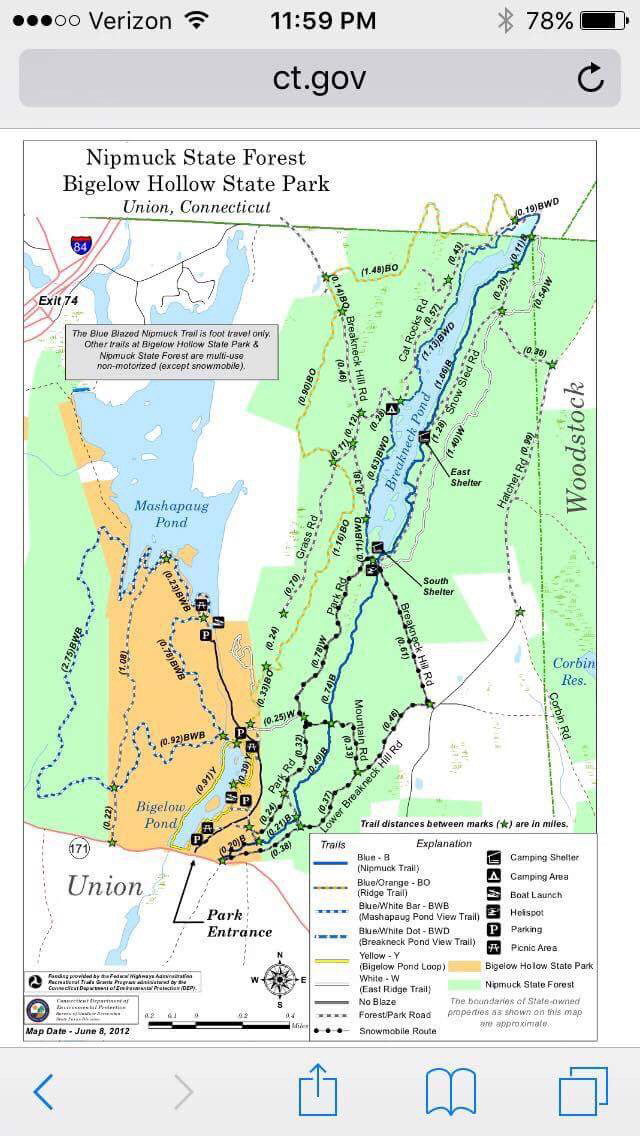 Verizon
11:59 PM
78%
ct.gov
Nipmuck State Forest
Bigelow Hollow State Park
Union, Connecticut
84
Exit 74
The Blue Blazed Nipmuck Trail is foot travel only.
Other trails at Bigelow Hollow State Park &
Nipmuck State Forest are multi-use
non-motorized (except snowmobile).
(0.19)BWD
(0.11)B
(0.43)
(1.48)BO
(0.14)BO
(0.20)
(0.54)W
Cat Rocks Rd
(0.57)
(1.13)BWD
Breakneck Hill Rd
(0.46)
(0.36)
(1.66)B
Snow Sled Rd
(0.90)BO
(0.28)
(0.12)
(0.11)
(0.63)BWD
Breakneck Pond
(1.28)
(1.40)W
Woodstock
Hatchet Rd
(0.99)
East
Shelter
Mashapaug
Pond
Grass Rd
(1.16)BO
(0.11)BWD
(0.70)
(0.23)BWB
South
Shelter
Park Rd
(0.78)W
Breakneck Hill Rd
(0.61)
(2.75)BWB
(1.08)
(0.78)BWB
P
(0.24)
(0.33)BO
(0.74)B
Corbin
Res.
Corbin Rd
(0.25)W
(0.92)BWB
P
(0.32)
Mountain Rd
(0.33)
(0.46)
(0.49)B
Lower Breakneck Hill Rd
(0.91)Y
(0.39)Y
Park Rd
(0.24)
(0.37)
P
Bigelow
Pond
(0.22)
(0.21)B
(0.20)B
(0.38)
P
171
Union
Park
Entrance
Trail distances between marks (★) are in miles.
Trails
Explanation
Blue - B
(Nipmuck Trail)
Blue/Orange - BO
(Ridge Trail)
Blue/White Bar - BWB
(Mashapaug Pond View Trail)
Blue/White Dot - BWD
(Breakneck Pond View Trail)
Yellow - Y
(Bigelow Pond Loop)
White - W
(East Ridge Trail)
No Blaze
Forest/Park Road
Snowmobile Route
Camping Shelter
Camping Area
Boat Launch
Helispot
P Parking
Picnic Area
Bigelow Hollow State Park
Nipmuck State Forest
The boundaries of State-owned
properties as shown on this map
are approximate.
N
W
E
S
Funding provided by the Federal Highways Administration
Recreational Trails Grants Program administered by the
Connecticut Department of Environmental Protection (DEP).
Connecticut Department of
Environmental Protection
Bureau of Outdoor Recreation
State Parks Division
Map Date - June 8, 2012
0.2 0.1 0 0.2 0.4
Miles